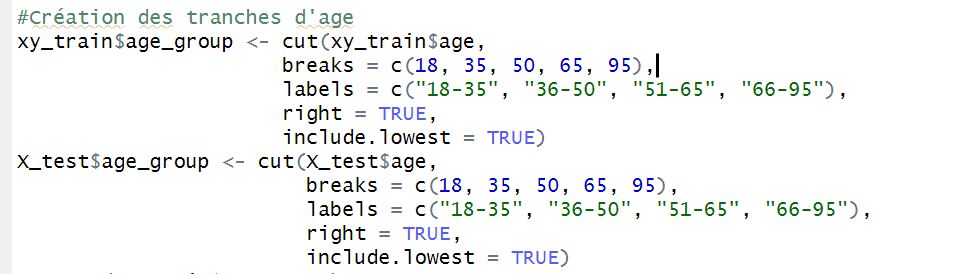 #Création des tranches d'age
xy_train$age_group <- cut(xy_train$age,
breaks = c(18, 35, 50, 65, 95),
labels = c("18-35", "36-50", "51-65", "66-95"),
right = TRUE,
include.lowest = TRUE)
X_test$age_group <- cut(X_test$age,
breaks = c(18, 35, 50, 65, 95),
labels = c("18-35", "36-50", "51-65", "66-95"),
right = TRUE,
include.lowest = TRUE)